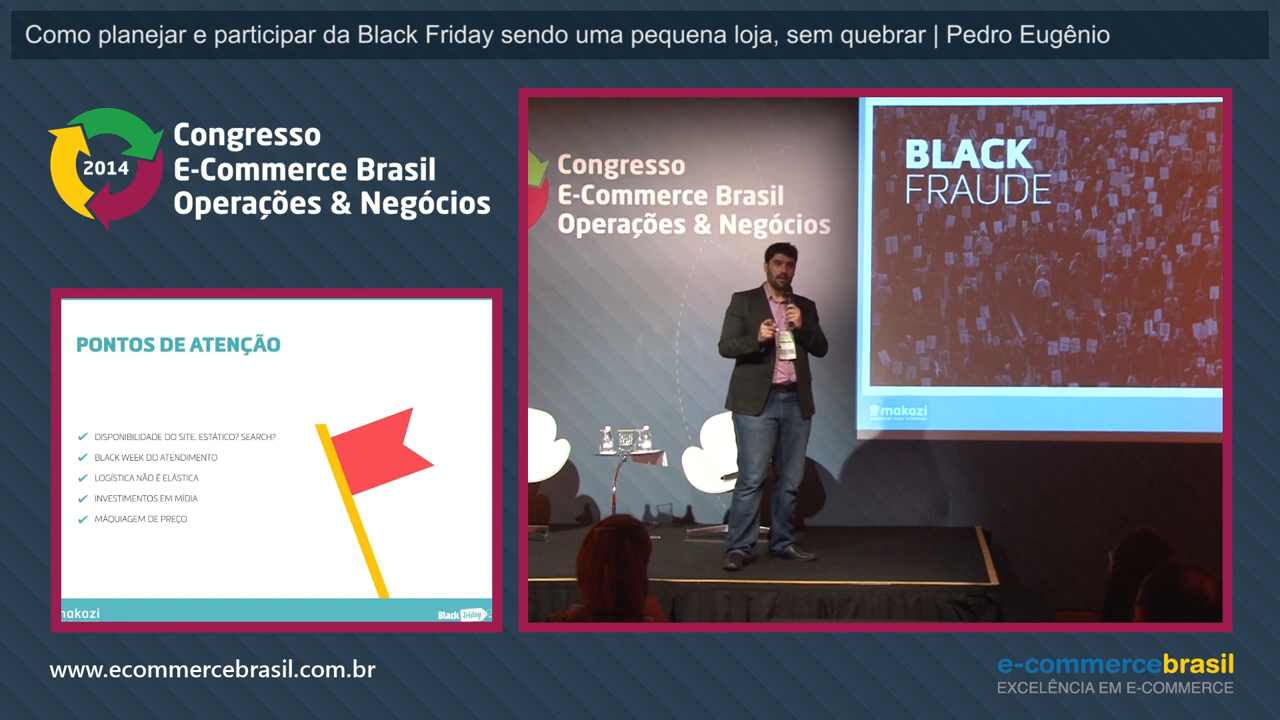 Como planejar e participar da Black Friday sendo uma pequena loja, sem quebrar | Pedro Eugênio
2014
Congresso
E-Commerce Brasil
Operações & Negócios
Congresso
E-Commerce Brasil
Operações & Negócios
BLACK
FRAUDE
makazi
PONTOS DE ATENÇÃO
DISPONIBILIDADE DO SITE. ESTÁTICO? SEARCH?
BLACK WEEK DO ATENDIMENTO
LOGÍSTICA NÃO É ELÁSTICA
INVESTIMENTOS EM MÍDIA
MAQUIAGEM DE PREÇO
makazi
Black Friday
www.ecommercebrasil.com.br
e-commercebrasil
EXCELÊNCIA EM E-COMMERCE